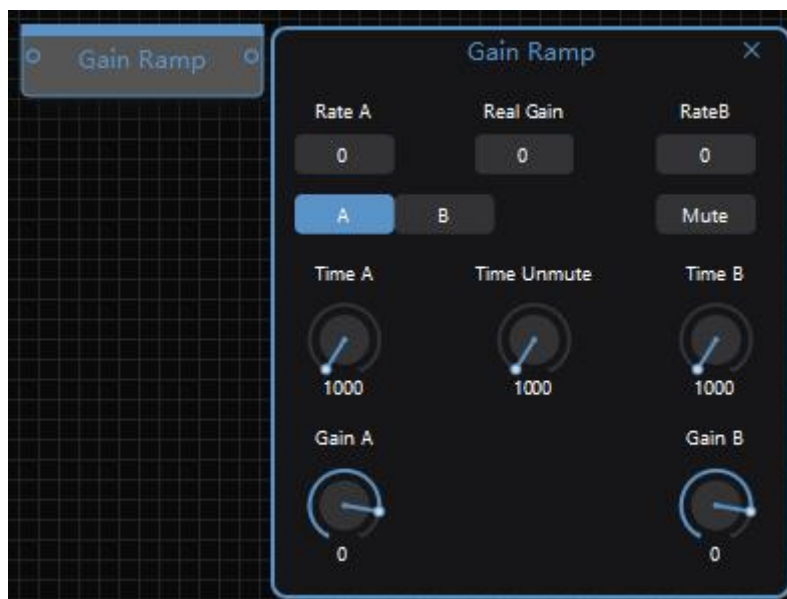 Gain Ramp
Gain Ramp
Rate A Real Gain RateB
0 0 0
A B Mute
Time A Time Unmute Time B
1000 1000 1000
Gain A Gain B
0 0